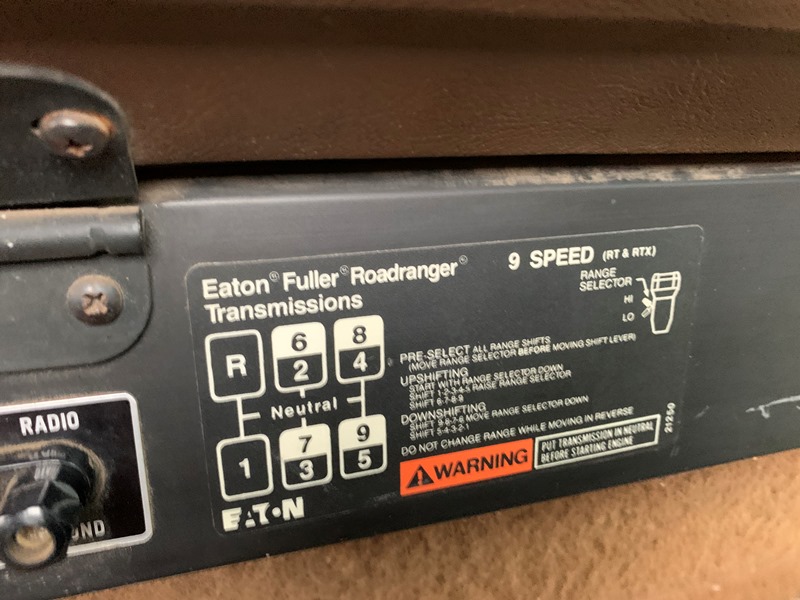 Eaton® Fuller® Roadranger®
Transmissions
9 SPEED (RT & RTX)
RANGE
SELECTOR
HI
LO
R
6
2
8
4
Neutral
1
7
3
9
5
EATON
PRE-SELECT ALL RANGE SHIFTS
(MOVE RANGE SELECTOR BEFORE MOVING SHIFT LEVER)
UPSHIFTING
START WITH RANGE SELECTOR DOWN
SHIFT 1-2-3-4-5 RAISE RANGE SELECTOR
SHIFT 6-7-8-9
DOWNSHIFTING
SHIFT 9-8-7-6 MOVE RANGE SELECTOR DOWN
SHIFT 5-4-3-2-1
DO NOT CHANGE RANGE WHILE MOVING IN REVERSE
WARNING
PUT TRANSMISSION IN NEUTRAL
BEFORE STARTING ENGINE
21250
RADIO